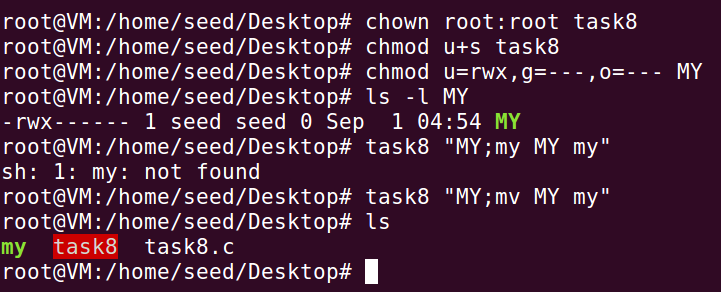 root@VM:/home/seed/Desktop# chown root:root task8
root@VM:/home/seed/Desktop# chmod u+s task8
root@VM:/home/seed/Desktop# chmod u=rwx,g=---,o=--- MY
root@VM:/home/seed/Desktop# ls -l MY
-rwx------ 1 seed seed 0 Sep  1 04:54 MY
root@VM:/home/seed/Desktop# task8 "MY;my MY my"
sh: 1: my: not found
root@VM:/home/seed/Desktop# task8 "MY;mv MY my"
root@VM:/home/seed/Desktop# ls
my  task8  task8.c
root@VM:/home/seed/Desktop#